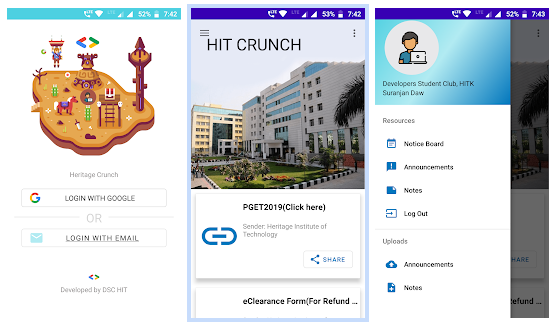 LTE 53% 7:42
Heritage Crunch
LOGIN WITH GOOGLE
OR
LOGIN WITH EMAIL
Developed by DSC HIT
LTE 52% 7:42
HIT CRUNCH
PGET2019(Click here)
Sender: Heritage Institute of
Technology
SHARE
eClearance Form(For Refund ...
LTE 52% 7:43
Developers Student Club, HITK
Suranjan Daw
Resources
Notice Board
Announcements
Notes
Log Out
Uploads
Announcements
Notes